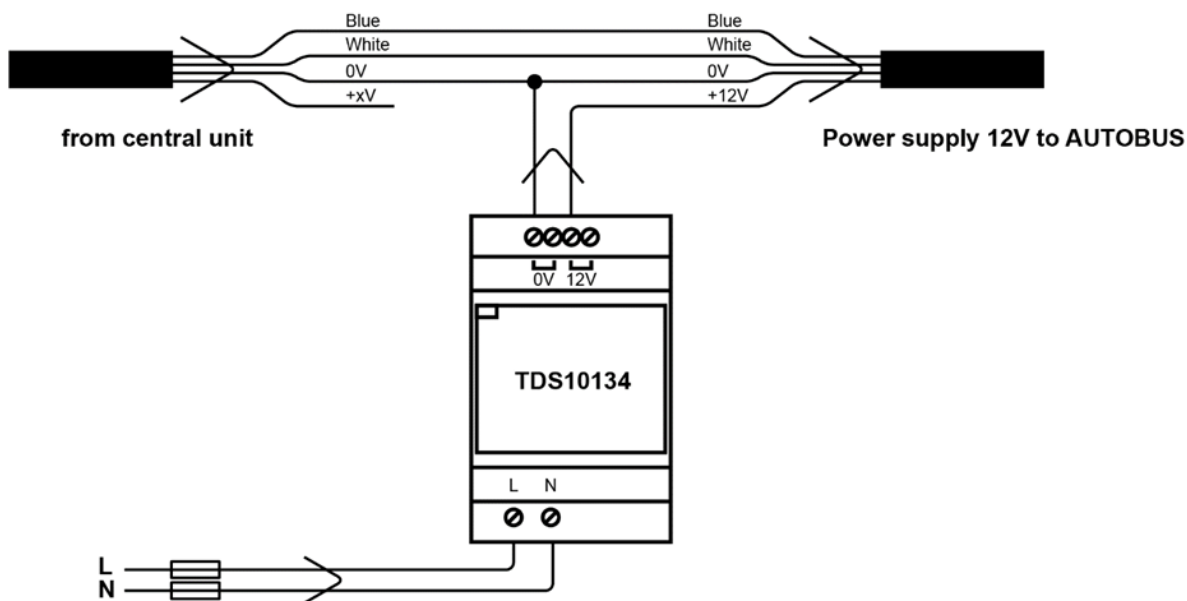 Blue Blue
White White
0V 0V
+xV +12V
from central unit
Power supply 12V to AUTOBUS
0V 12V
TDS10134
L N
L
N